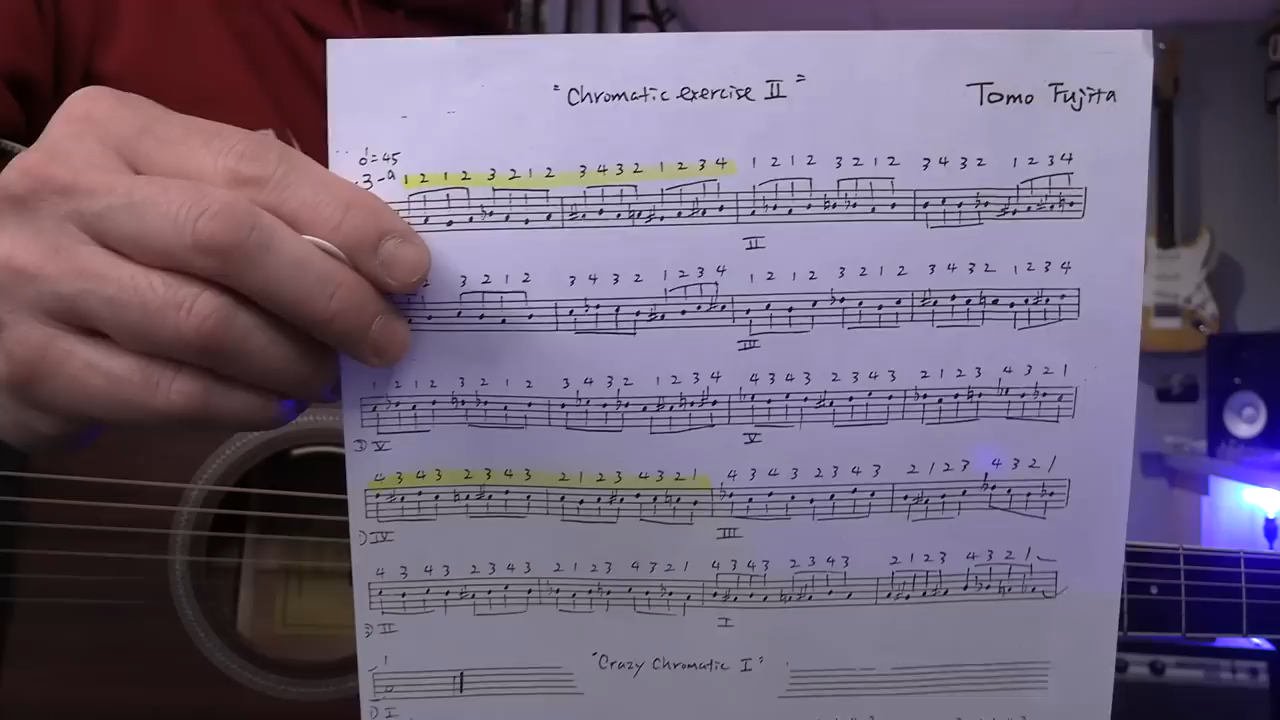 "Chromatic exercise II" Tomo Fujita
♩=45
1 2 1 2 3 2 1 2 3 4 3 2 1 2 3 4 1 2 1 2 3 2 1 2 3 4 3 2 1 2 3 4
II
2 3 2 1 2 3 4 3 2 1 2 3 4 1 2 1 2 3 2 1 2 3 4 3 2 1 2 3 4
III
1 2 1 2 3 2 1 2 3 4 3 2 1 2 3 4 4 3 4 3 2 3 4 3 2 1 2 3 4 3 2 1
V V
4 3 4 3 2 3 4 3 2 1 2 3 4 3 2 1 4 3 4 3 2 3 4 3 2 1 2 3 4 3 2 1
IV III
4 3 4 3 2 3 4 3 2 1 2 3 4 3 2 1 4 3 4 3 2 3 4 3 2 1 2 3 4 3 2 1
II I
"Crazy Chromatic I"
1
I